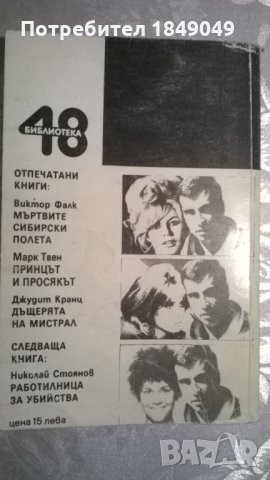 Потребител 1849049
48
БИБЛИОТЕКА
ОТПЕЧАТАНИ
КНИГИ:
Виктор Фалк
МЪРТВИТЕ
СИБИРСКИ
ПОЛЕТА
Марк Твен
ПРИНЦЪТ
И ПРОСЯКЪТ
Джудит Кранц
ДЪЩЕРЯТА
НА МИСТРАЛ
СЛЕДВАЩА
КНИГА:
Николай Стоянов
РАБОТИЛНИЦА
ЗА УБИЙСТВА
цена 15 лева
BAZAR